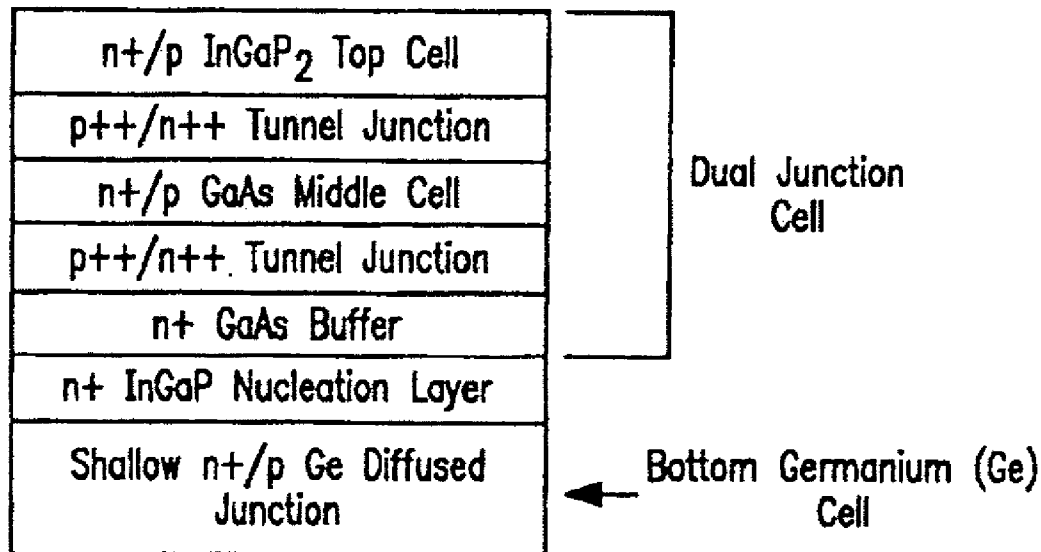 n+/p InGaP2 Top Cell
p++/n++ Tunnel Junction
n+/p GaAs Middle Cell
p++/n++ Tunnel Junction
n+ GaAs Buffer
n+ InGaP Nucleation Layer
Shallow n+/p Ge Diffused
Junction
Dual Junction
Cell
Bottom Germanium (Ge)
Cell